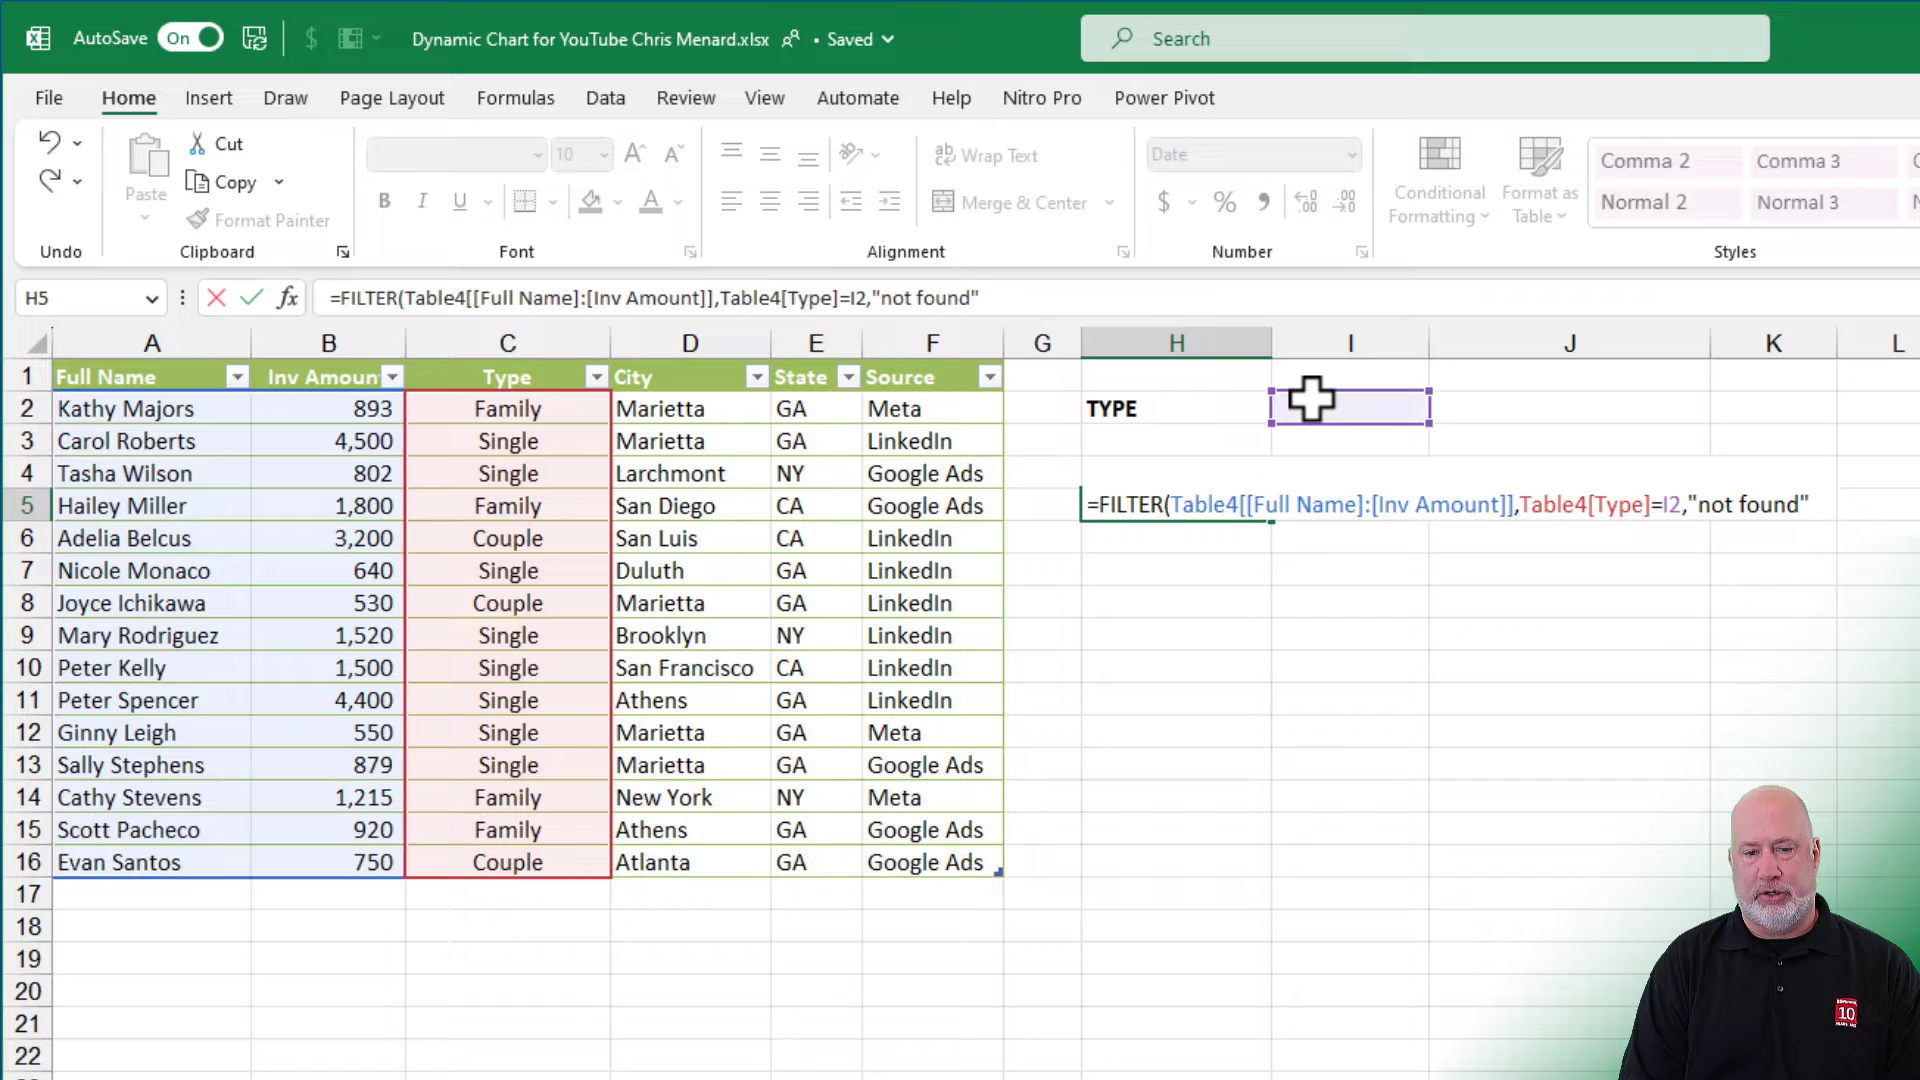 AutoSave On Dynamic Chart for YouTube Chris Menard.xlsx • Saved Search
File Home Insert Draw Page Layout Formulas Data Review View Automate Help Nitro Pro Power Pivot
Paste Cut Copy Format Painter
10 B I U A
Wrap Text Merge & Center
Date $ %
Conditional Formatting Format as Table
Comma 2 Comma 3
Normal 2 Normal 3
Undo Clipboard Font Alignment Number Styles
H5 fx =FILTER(Table4[[Full Name]:[Inv Amount]],Table4[Type]=I2,"not found"
A B C D E F G H I J K L
1 Full Name Inv Amoun Type City State Source
2 Kathy Majors 893 Family Marietta GA Meta TYPE
3 Carol Roberts 4,500 Single Marietta GA LinkedIn
4 Tasha Wilson 802 Single Larchmont NY Google Ads
5 Hailey Miller 1,800 Family San Diego CA Google Ads =FILTER(Table4[[Full Name]:[Inv Amount]],Table4[Type]=I2,"not found"
6 Adelia Belcus 3,200 Couple San Luis CA LinkedIn
7 Nicole Monaco 640 Single Duluth GA LinkedIn
8 Joyce Ichikawa 530 Couple Marietta GA LinkedIn
9 Mary Rodriguez 1,520 Single Brooklyn NY LinkedIn
10 Peter Kelly 1,500 Single San Francisco CA LinkedIn
11 Peter Spencer 4,400 Single Athens GA LinkedIn
12 Ginny Leigh 550 Single Marietta GA Meta
13 Sally Stephens 879 Single Marietta GA Google Ads
14 Cathy Stevens 1,215 Family New York NY Meta
15 Scott Pacheco 920 Family Athens GA Google Ads
16 Evan Santos 750 Couple Atlanta GA Google Ads
17
18
19
20
21
22
10